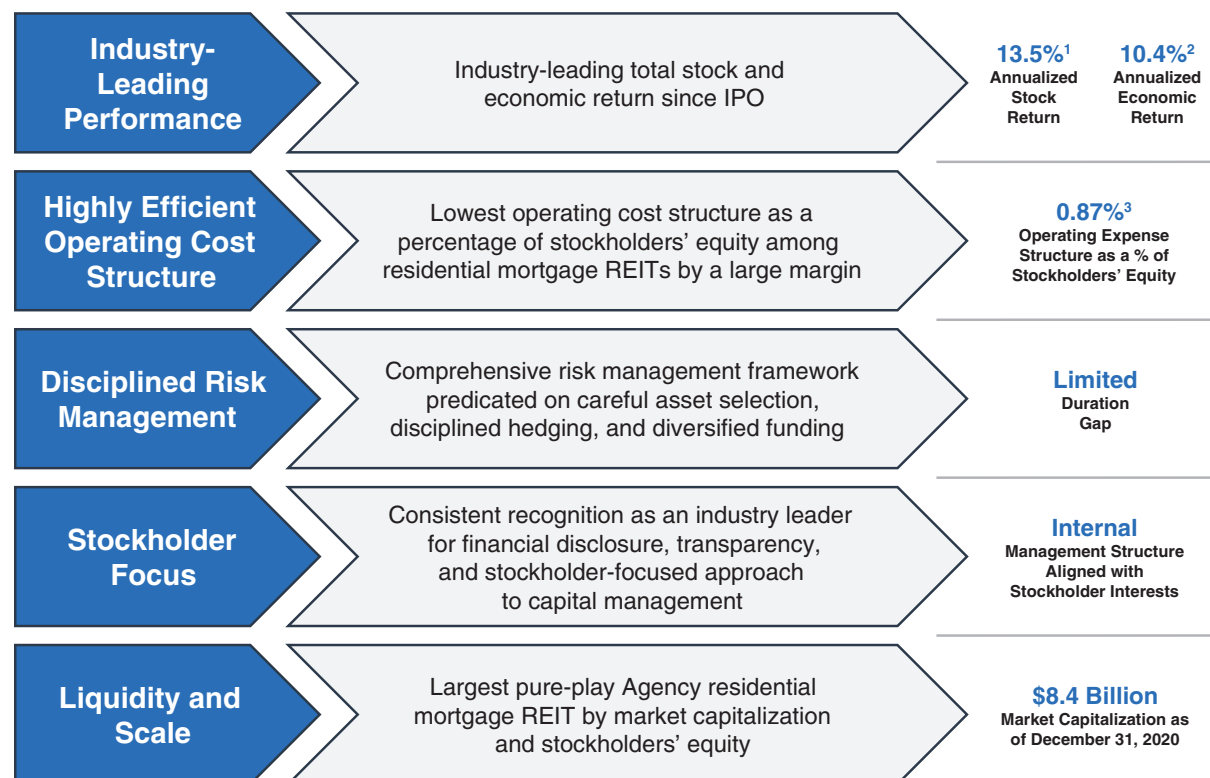 Industry-
Leading
Performance
Industry-leading total stock and
economic return since IPO
13.5%¹
Annualized
Stock
Return
10.4%²
Annualized
Economic
Return
Highly Efficient
Operating Cost
Structure
Lowest operating cost structure as a
percentage of stockholders’ equity among
residential mortgage REITs by a large margin
0.87%³
Operating Expense
Structure as a % of
Stockholders’ Equity
Disciplined Risk
Management
Comprehensive risk management framework
predicated on careful asset selection,
disciplined hedging, and diversified funding
Limited
Duration
Gap
Stockholder
Focus
Consistent recognition as an industry leader
for financial disclosure, transparency,
and stockholder-focused approach
to capital management
Internal
Management Structure
Aligned with
Stockholder Interests
Liquidity and
Scale
Largest pure-play Agency residential
mortgage REIT by market capitalization
and stockholders’ equity
$8.4 Billion
Market Capitalization as
of December 31, 2020